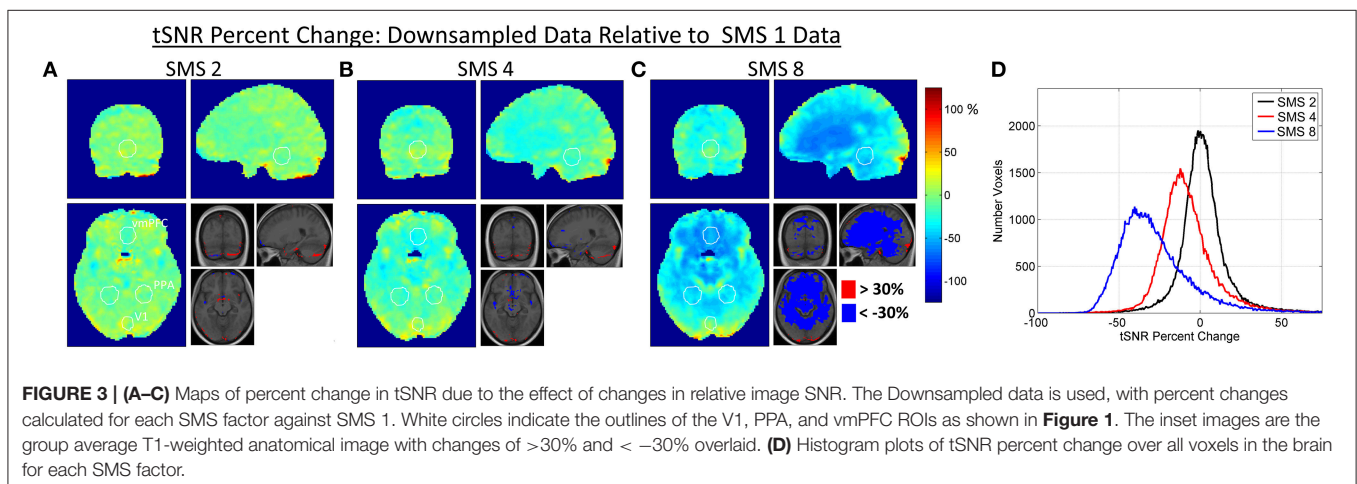 tSNR Percent Change: Downsampled Data Relative to SMS 1 Data
A SMS 2 B SMS 4 C SMS 8 D
vmPFC
PPA
V1
100 %
50
0
-50
-100
> 30%
< -30%
SMS 2
SMS 4
SMS 8
Number Voxels
2000
1500
1000
500
0
-100 -50 0 50
tSNR Percent Change
FIGURE 3 | (A–C) Maps of percent change in tSNR due to the effect of changes in relative image SNR. The Downsampled data is used, with percent changes
calculated for each SMS factor against SMS 1. White circles indicate the outlines of the V1, PPA, and vmPFC ROIs as shown in Figure 1. The inset images are the
group average T1-weighted anatomical image with changes of >30% and < −30% overlaid. (D) Histogram plots of tSNR percent change over all voxels in the brain
for each SMS factor.